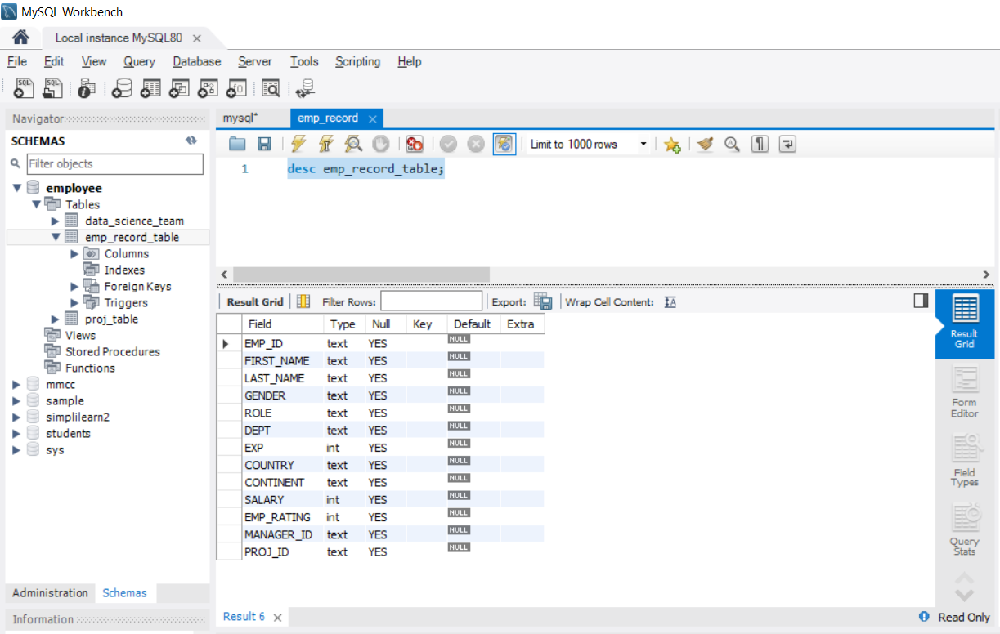 MySQL Workbench
Local instance MySQL80
File Edit View Query Database Server Tools Scripting Help
SQL SQL
Navigator
SCHEMAS
Filter objects
employee
Tables
data_science_team
emp_record_table
Columns
Indexes
Foreign Keys
Triggers
proj_table
Views
Stored Procedures
Functions
mmcc
sample
simplilearn2
students
sys
Administration Schemas
Information
mysql* emp_record
Limit to 1000 rows
1 desc emp_record_table;
Result Grid Filter Rows: Export: Wrap Cell Content:
Field Type Null Key Default Extra
EMP_ID text YES NULL
FIRST_NAME text YES NULL
LAST_NAME text YES NULL
GENDER text YES NULL
ROLE text YES NULL
DEPT text YES NULL
EXP int YES NULL
COUNTRY text YES NULL
CONTINENT text YES NULL
SALARY int YES NULL
EMP_RATING int YES NULL
MANAGER_ID text YES NULL
PROJ_ID text YES NULL
Result
Grid
Form
Editor
Field
Types
Query
Stats
Result 6
Read Only